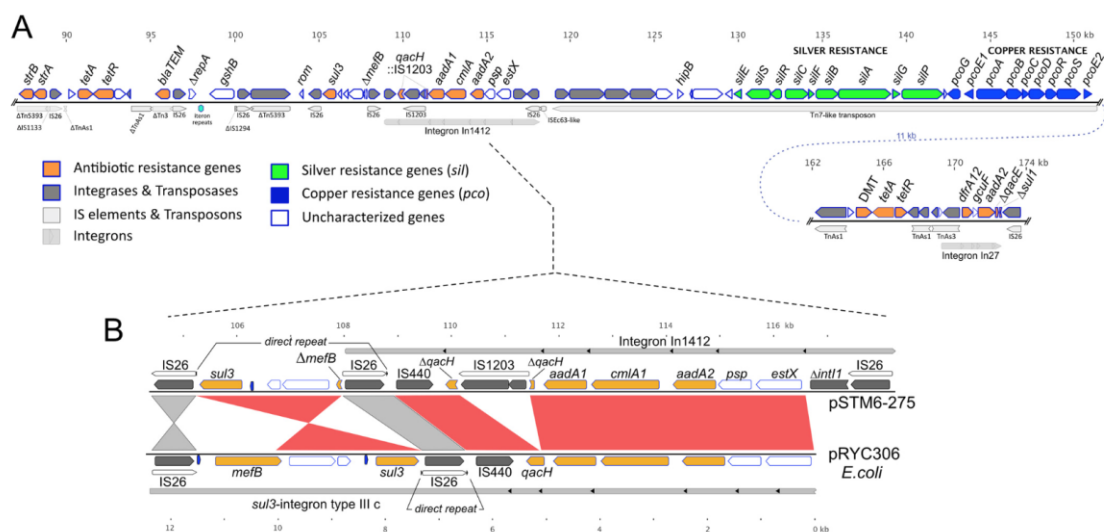 A
90 95 100 105 110 115 120 125 130 135 140 145 150 kb
strB strA tetA tetR blaTEM ΔrepA gshB rom sul3 ΔmefB qacH ::IS1203 aadA1 cmlA aadA2 psp estX hipB silE silS silR silC silF silB silA silG silP pcoG pcoE1 pcoA pcoB pcoC pcoD pcoR pcoS pcoE2
SILVER RESISTANCE COPPER RESISTANCE
ΔTn5393 IS26 ΔTnAs1 ΔTn3 IS26 Iteron repeats IS26 ΔTn5393 IS26 IS26 IS1203 IS26 ISEc63-like Tn7-like transposon
ΔIS1133 ΔTnAs1 ΔIS1294 Integron In1412
11 kb
Antibiotic resistance genes
Integrases & Transposases
IS elements & Transposons
Integrons
Silver resistance genes (sil)
Copper resistance genes (pco)
Uncharacterized genes
162 166 170 174 kb
DMT tetA tetR dfrA12 gcuF aadA2 ΔqacE ΔsuI1
TnAs1 TnAs1 TnAs3 IS26
Integron In27
B
106 108 110 112 114 116 kb
direct repeat Integron In1412
IS26 sul3 ΔmefB IS26 IS440 ΔqacH IS1203 ΔqacH aadA1 cmlA1 aadA2 psp estX ΔintI1 IS26
pSTM6-275
pRYC306
E.coli
IS26 mefB sul3 IS26 IS440 qacH
direct repeat
sul3-integron type III c
12 10 8 6 4 2 0 kb